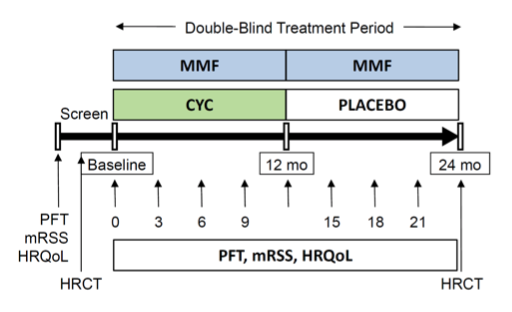 Double-Blind Treatment Period
MMF MMF
CYC PLACEBO
Screen
Baseline 12 mo 24 mo
0 3 6 9 15 18 21
PFT
mRSS
HRQoL
PFT, mRSS, HRQoL
HRCT HRCT